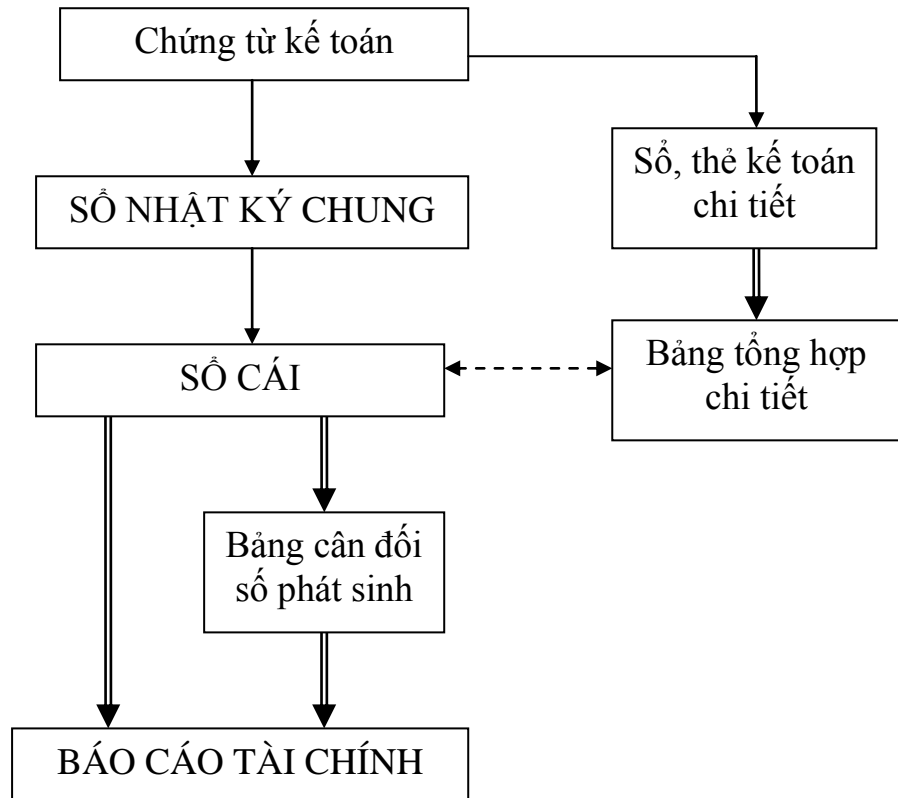 Chứng từ kế toán
SỔ NHẬT KÝ CHUNG
Sổ, thẻ kế toán
chi tiết
SỔ CÁI
Bảng tổng hợp
chi tiết
Bảng cân đối
số phát sinh
BÁO CÁO TÀI CHÍNH